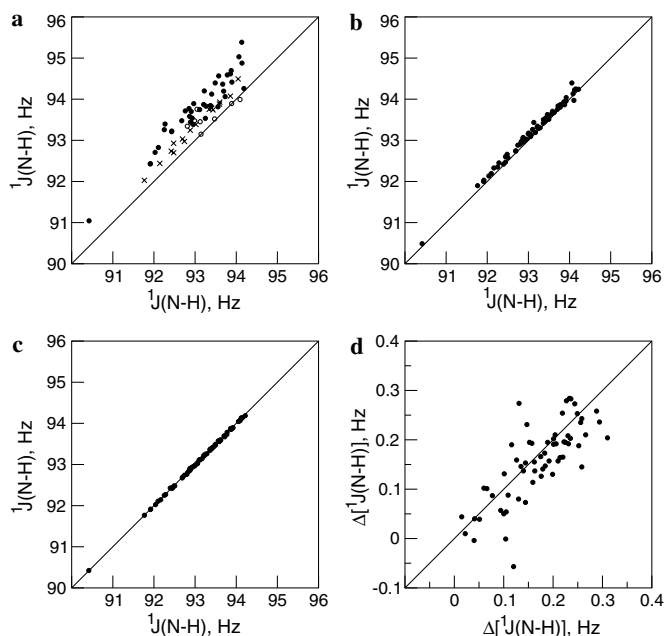 a
96
95
94
93
92
91
90
¹J(N-H), Hz
91 92 93 94 95 96
¹J(N-H), Hz
b
96
95
94
93
92
91
90
¹J(N-H), Hz
91 92 93 94 95 96
¹J(N-H), Hz
c
96
95
94
93
92
91
90
¹J(N-H), Hz
91 92 93 94 95 96
¹J(N-H), Hz
d
0.4
0.3
0.2
0.1
0
-0.1
Δ[¹J(N-H)], Hz
0 0.1 0.2 0.3 0.4
Δ[¹J(N-H)], Hz